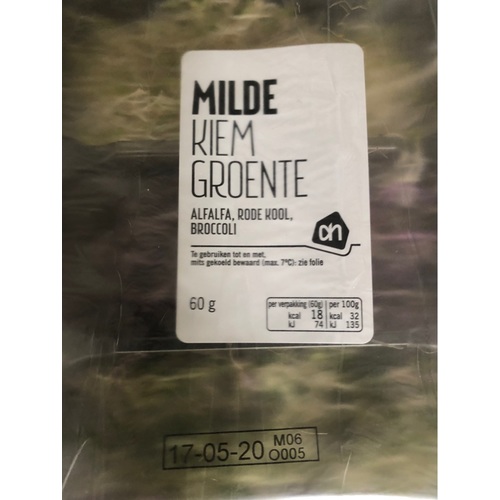 MILDE
KIEM
GROENTE
ALFALFA, RODE KOOL,
BROCCOLI
ah
Te gebruiken tot en met,
mits gekoeld bewaard (max. 7°C): zie folie
60 g
per verpakking (60g) per 100g
kcal 18 kcal 32
kJ 74 kJ 135
17-05-20 M06
O005